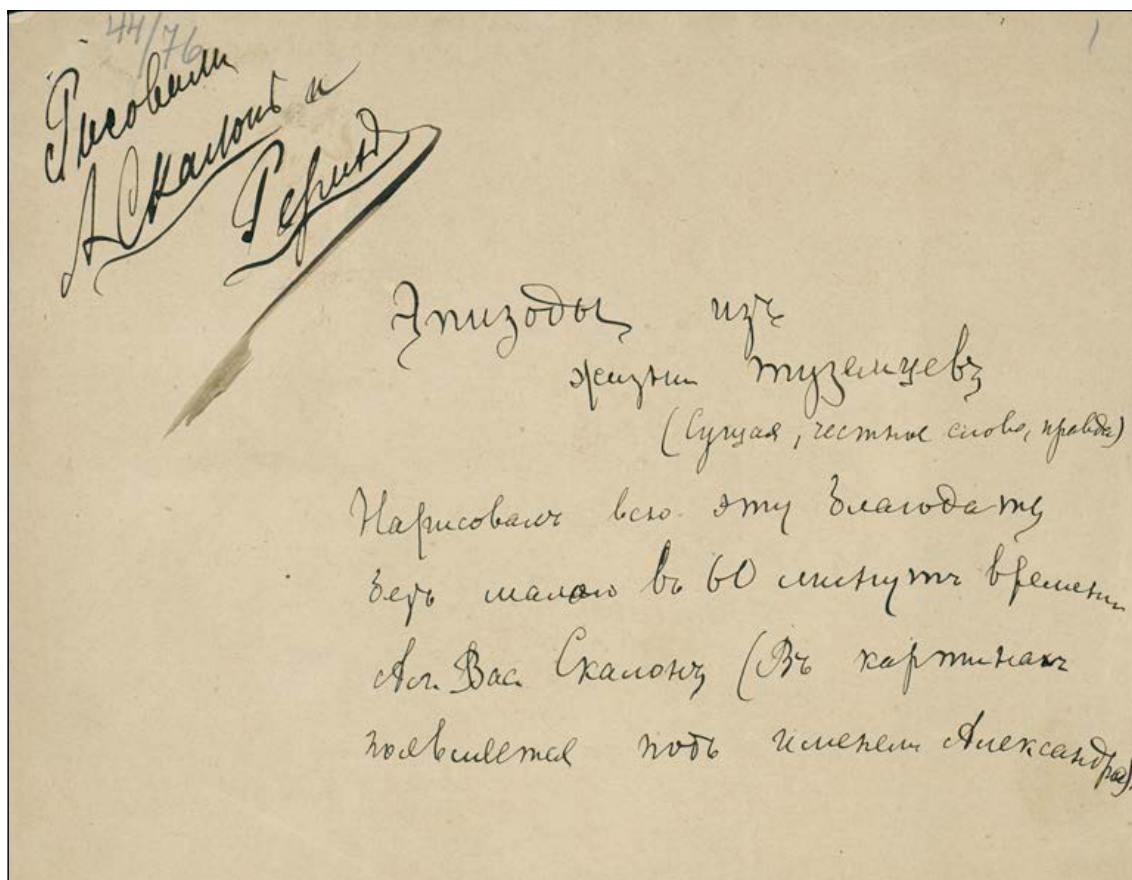 44/76
1
Рисовали
А Скалонъ и
Рерихъ
Эпизоды изъ
жизни туземцевъ
(Сущая, честное слово, правда)
Нарисовалъ всю эту благодать
безъ малаго въ 60 минутъ времени
Ал. Вас. Скалонъ (Въ картинахъ
появляется подъ именемъ Александра).